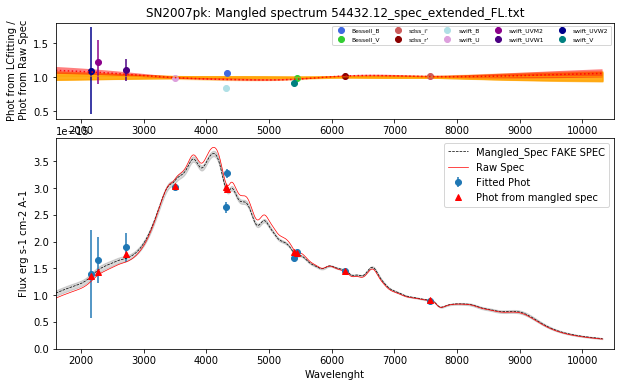 SN2007pk: Mangled spectrum 54432.12_spec_extended_FL.txt
Phot from LCfitting /
Phot from Raw Spec
1.5
1.0
0.5
Bessell_B
Bessell_V
sdss_i'
sdss_r'
swift_B
swift_U
swift_UVM2
swift_UVW1
swift_UVW2
swift_V
2000 3000 4000 5000 6000 7000 8000 9000 10000
1e-15
Flux erg s-1 cm-2 A-1
3.5
3.0
2.5
2.0
1.5
1.0
0.5
0.0
Mangled_Spec FAKE SPEC
Raw Spec
Fitted Phot
Phot from mangled spec
2000 3000 4000 5000 6000 7000 8000 9000 10000
Wavelenght